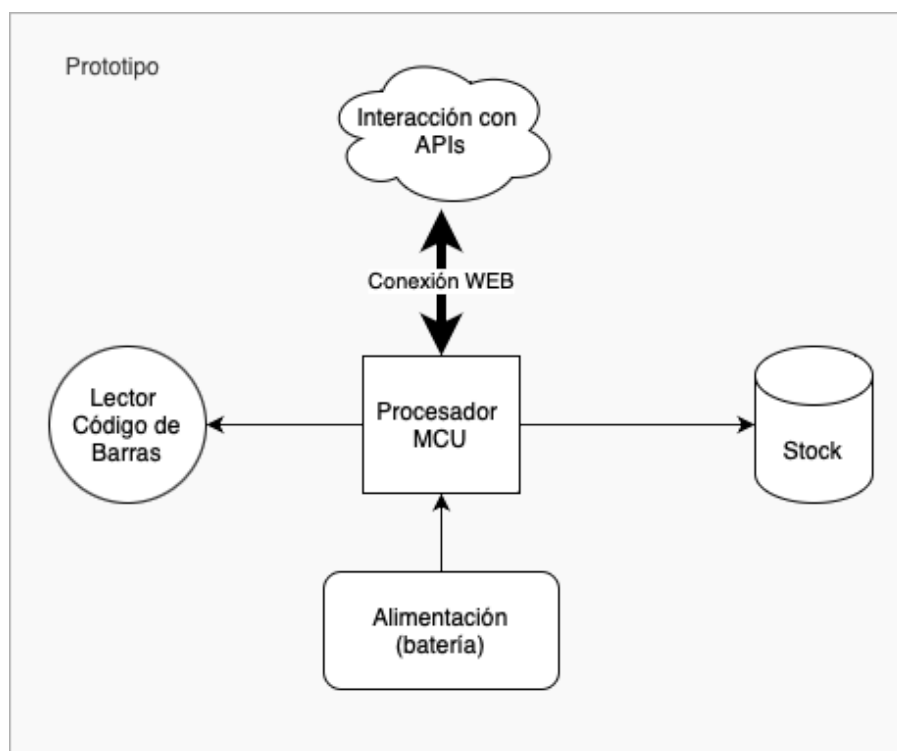 Prototipo
Interacción con
APIs
Conexión WEB
Lector
Código de
Barras
Procesador
MCU
Stock
Alimentación
(batería)